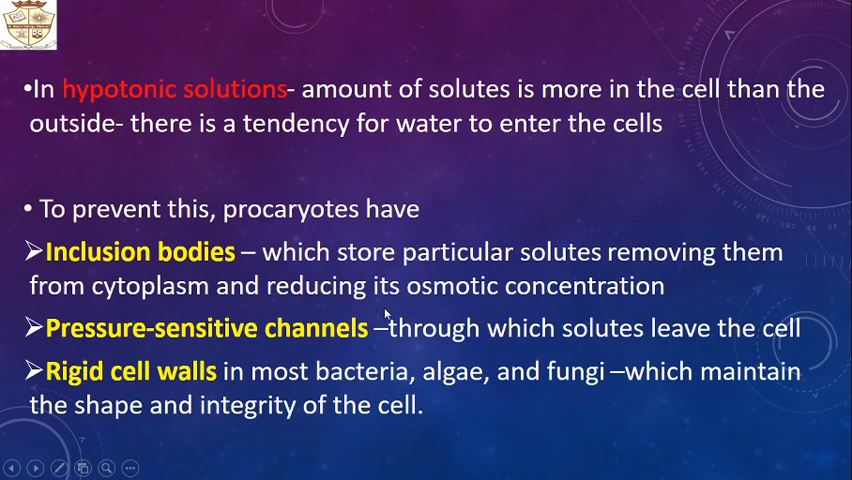 •In hypotonic solutions- amount of solutes is more in the cell than the
outside- there is a tendency for water to enter the cells
• To prevent this, procaryotes have
➢Inclusion bodies – which store particular solutes removing them
from cytoplasm and reducing its osmotic concentration
➢Pressure-sensitive channels –through which solutes leave the cell
➢Rigid cell walls in most bacteria, algae, and fungi –which maintain
the shape and integrity of the cell.